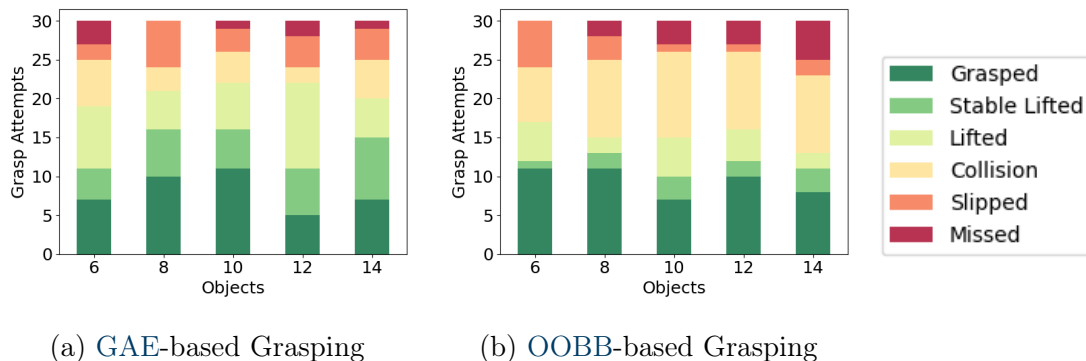 30
25
20
15
10
5
0
Grasp Attempts
6 8 10 12 14
Objects
(a) GAE-based Grasping
30
25
20
15
10
5
0
Grasp Attempts
6 8 10 12 14
Objects
(b) OOBB-based Grasping
Grasped
Stable Lifted
Lifted
Collision
Slipped
Missed